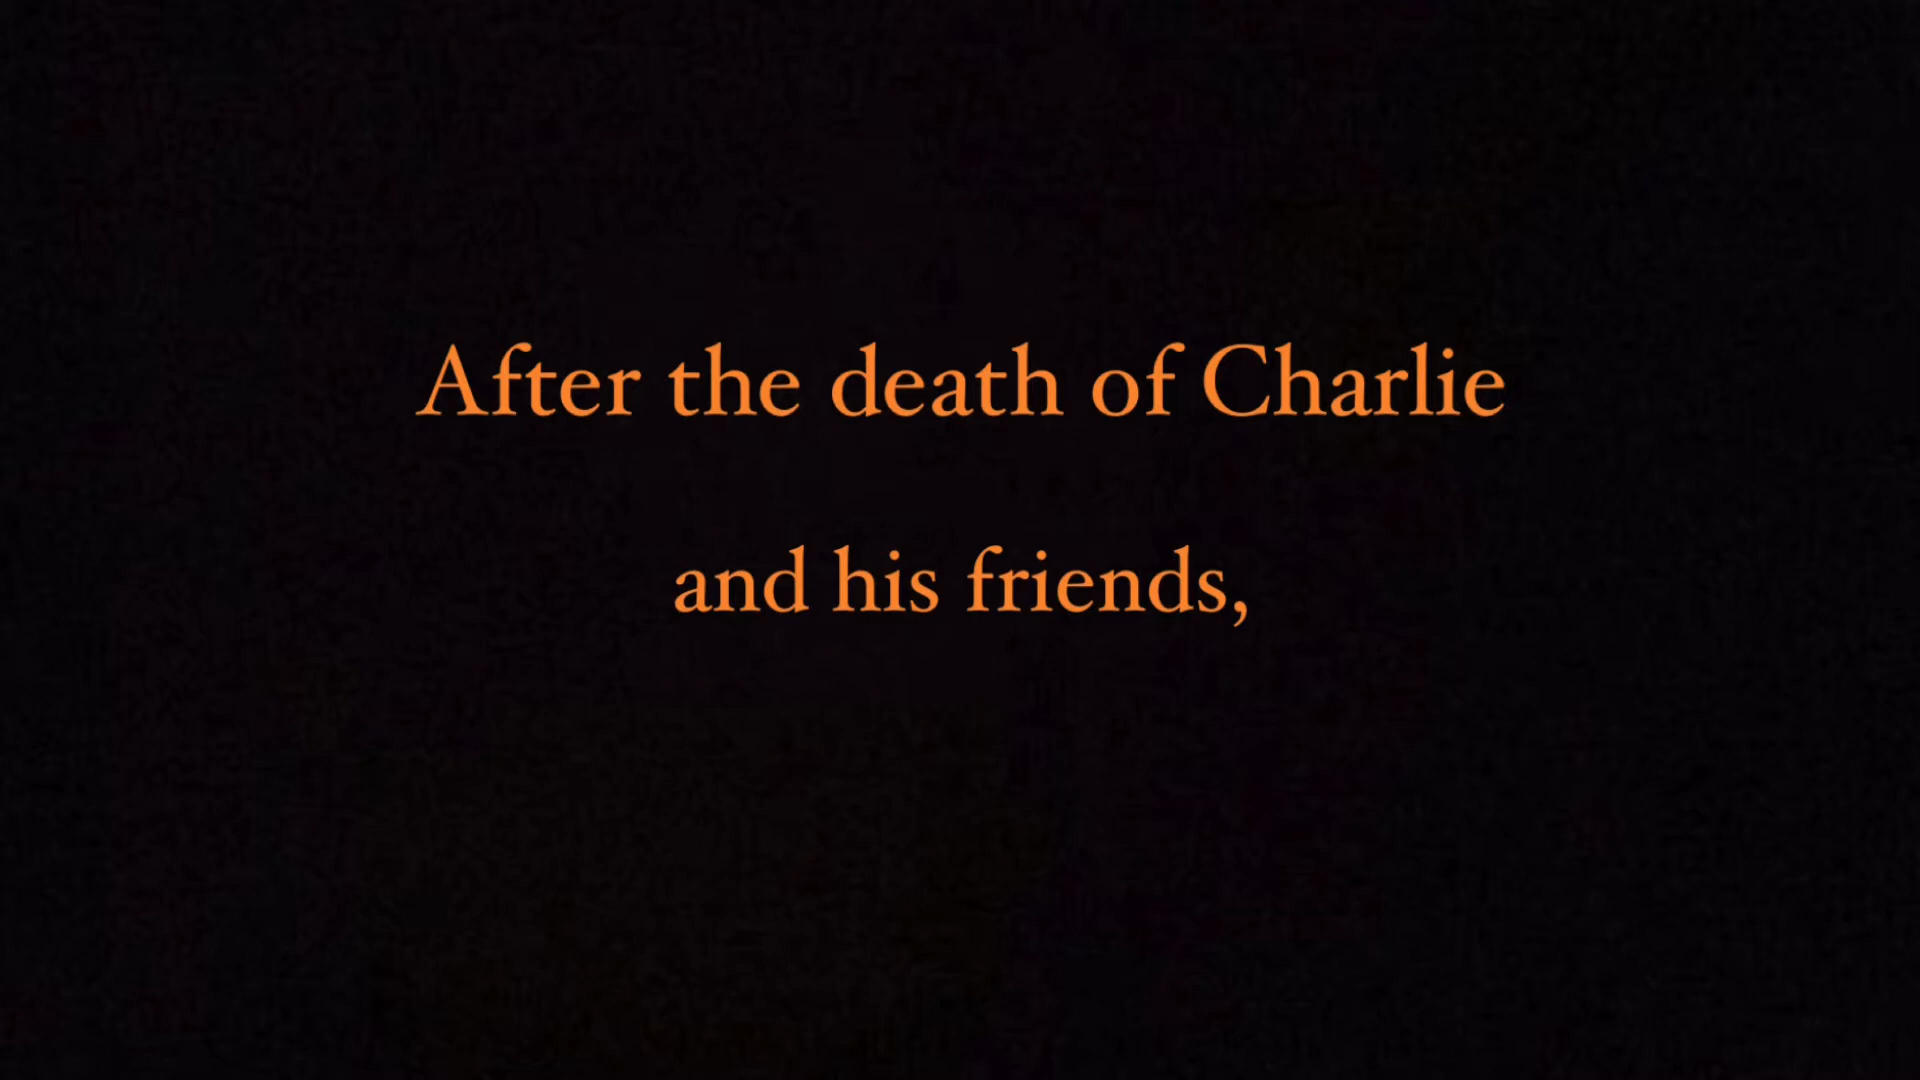 After the death of Charlie
and his friends,